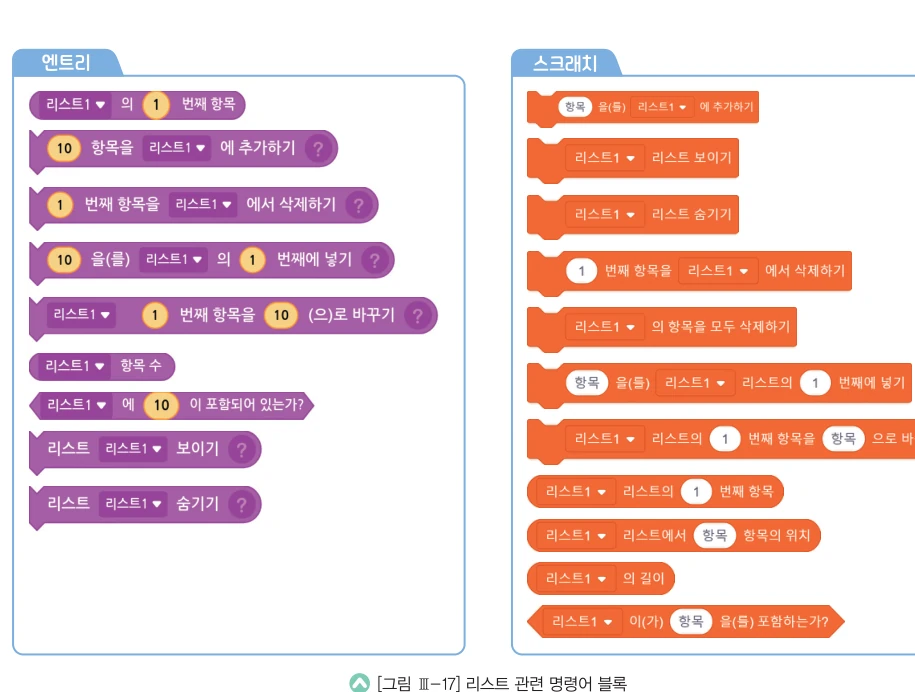 엔트리
리스트1 의 1 번째 항목
10 항목을 리스트1 에 추가하기 ?
1 번째 항목을 리스트1 에서 삭제하기 ?
10 을(를) 리스트1 의 1 번째에 넣기 ?
리스트1 1 번째 항목을 10 (으)로 바꾸기 ?
리스트1 항목 수
리스트1 에 10 이 포함되어 있는가?
리스트 리스트1 보이기 ?
리스트 리스트1 숨기기 ?
스크래치
항목 을(를) 리스트1 에 추가하기
리스트1 리스트 보이기
리스트1 리스트 숨기기
1 번째 항목을 리스트1 에서 삭제하기
리스트1 의 항목을 모두 삭제하기
항목 을(를) 리스트1 리스트의 1 번째에 넣기
리스트1 리스트의 1 번째 항목을 항목 으로 바
리스트1 리스트의 1 번째 항목
리스트1 리스트에서 항목 항목의 위치
리스트1 의 길이
리스트1 이(가) 항목 을(를) 포함하는가?
[그림 Ⅲ-17] 리스트 관련 명령어 블록